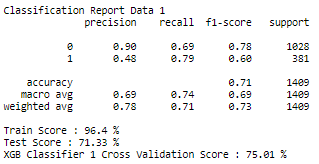 Classification Report Data 1
precision recall f1-score support
0 0.90 0.69 0.78 1028
1 0.48 0.79 0.60 381
accuracy 0.71 1409
macro avg 0.69 0.74 0.69 1409
weighted avg 0.78 0.71 0.73 1409
Train Score : 96.4 %
Test Score : 71.33 %
XGB Classifier 1 Cross Validation Score : 75.01 %